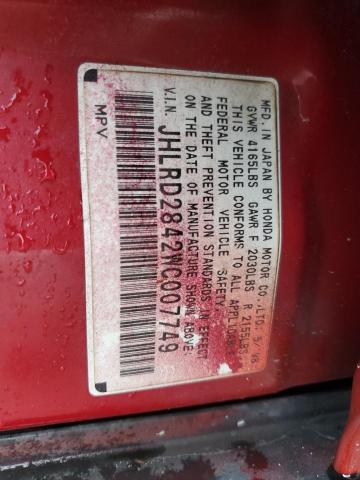 MFD. IN JAPAN BY HONDA MOTOR CO., LTD. 5/98
GVWR 4165LBS GAWR F 2030LBS R 2155LBS
THIS VEHICLE CONFORMS TO ALL APPLICABLE
FEDERAL MOTOR VEHICLE SAFETY
AND THEFT PREVENTION STANDARDS IN EFFECT
ON THE DATE OF MANUFACTURE SHOWN ABOVE.
V.I.N. JHLRD2842WC007749
MPV